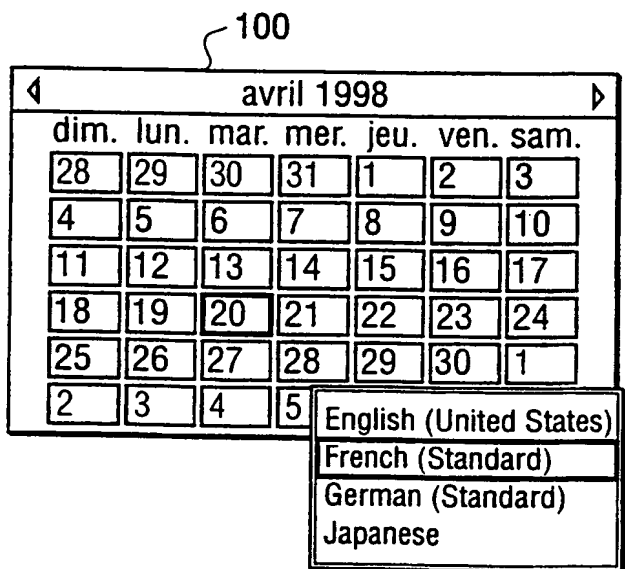 100
avril 1998
dim. lun. mar. mer. jeu. ven. sam.
28 29 30 31 1 2 3
4 5 6 7 8 9 10
11 12 13 14 15 16 17
18 19 20 21 22 23 24
25 26 27 28 29 30 1
2 3 4 5
English (United States)
French (Standard)
German (Standard)
Japanese